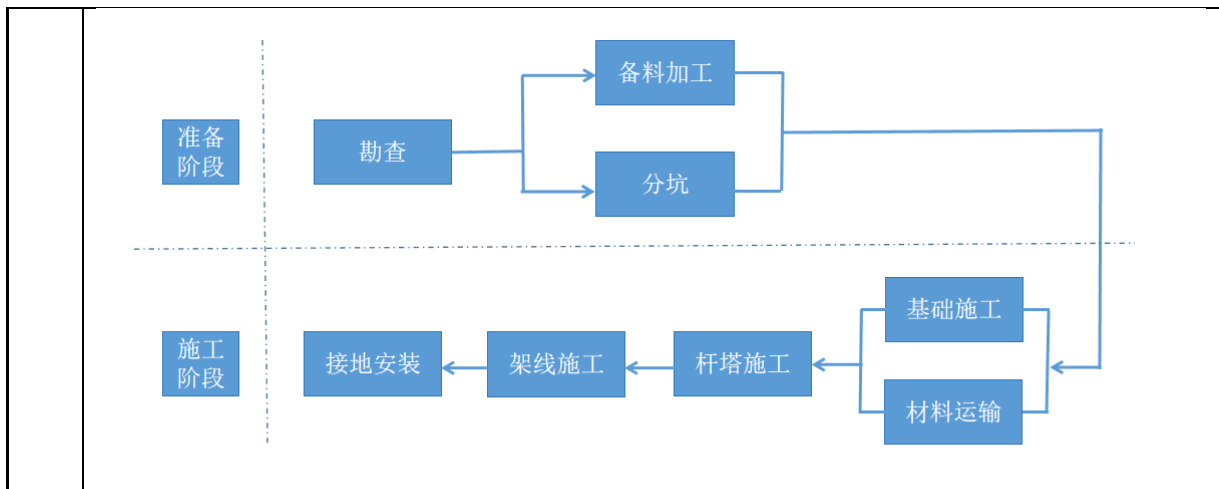 备料加工
准备
阶段
勘查
分坑
基础施工
施工
阶段
接地安装
架线施工
杆塔施工
材料运输